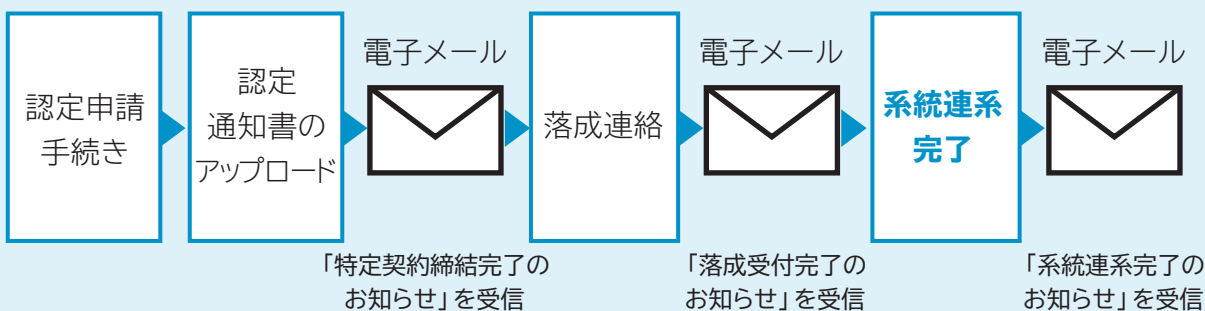 認定申請
手続き
認定
通知書の
アップロード
電子メール
「特定契約締結完了の
お知らせ」を受信
落成連絡
電子メール
「落成受付完了の
お知らせ」を受信
系統連系
完了
電子メール
「系統連系完了の
お知らせ」を受信